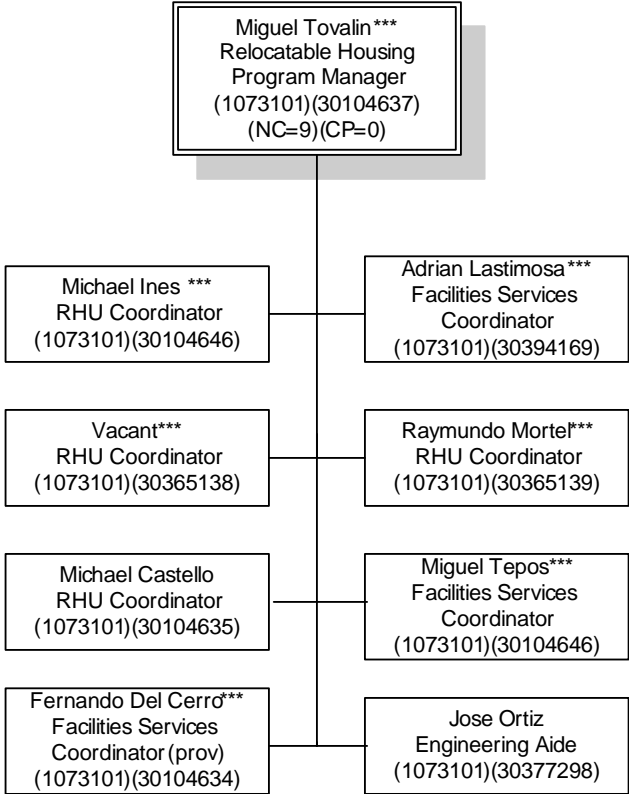 Miguel Tovalin***
Relocatable Housing
Program Manager
(1073101)(30104637)
(NC=9)(CP=0)
Michael Ines ***
RHU Coordinator
(1073101)(30104646)
Adrian Lastimosa***
Facilities Services
Coordinator
(1073101)(30394169)
Vacant***
RHU Coordinator
(1073101)(30365138)
Raymundo Mortel***
RHU Coordinator
(1073101)(30365139)
Michael Castello
RHU Coordinator
(1073101)(30104635)
Miguel Tepos***
Facilities Services
Coordinator
(1073101)(30104646)
Fernando Del Cerro***
Facilities Services
Coordinator (prov)
(1073101)(30104634)
Jose Ortiz
Engineering Aide
(1073101)(30377298)